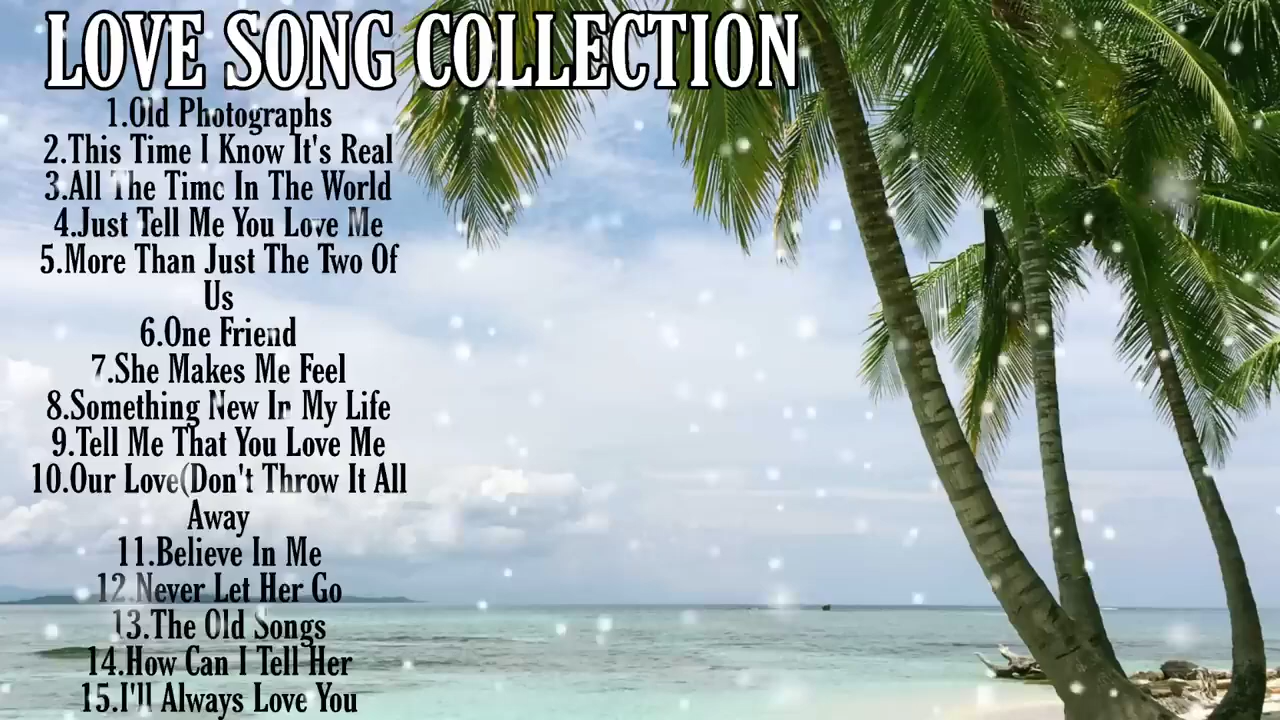 LOVE SONG COLLECTION
1.Old Photographs
2.This Time I Know It's Real
3.All The Time In The World
4.Just Tell Me You Love Me
5.More Than Just The Two Of
Us
6.One Friend
7.She Makes Me Feel
8.Something New In My Life
9.Tell Me That You Love Me
10.Our Love(Don't Throw It All
Away
11.Believe In Me
12.Never Let Her Go
13.The Old Songs
14.How Can I Tell Her
15.I'll Always Love You